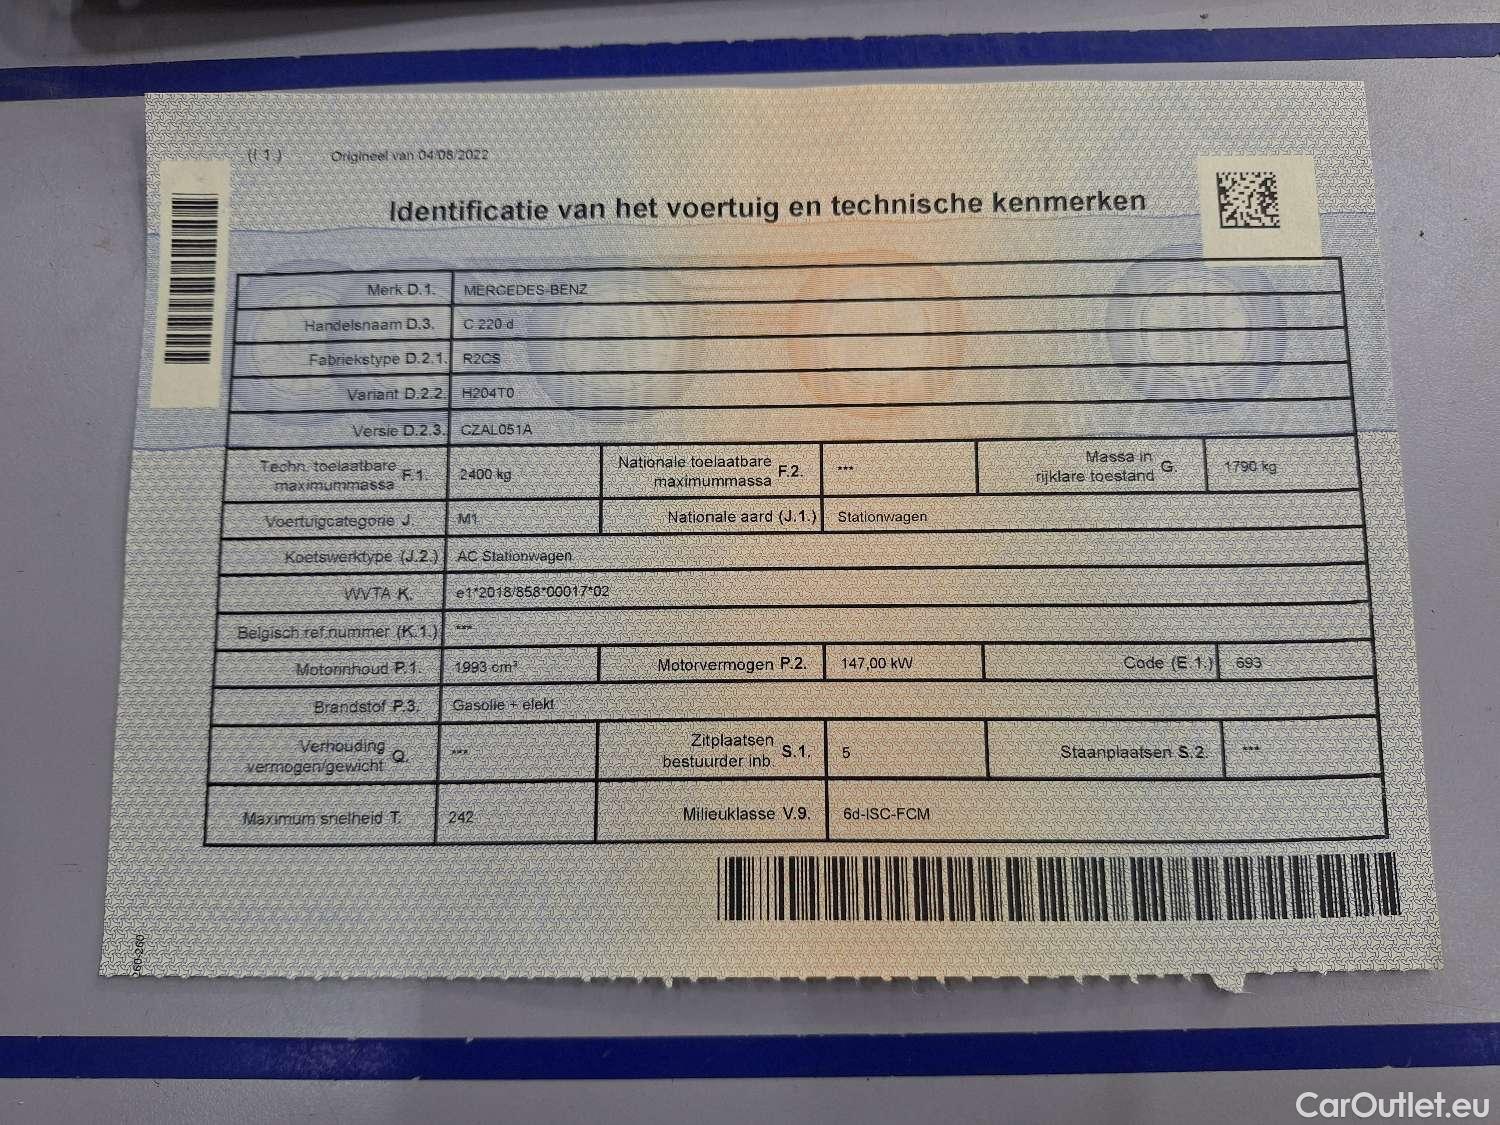 (I 1.) Origineel van 04/08/2022
Identificatie van het voertuig en technische kenmerken
Merk D.1. MERCEDES-BENZ
Handelsnaam D.3. C 220 d
Fabriekstype D.2.1. R2CS
Variant D.2.2. H204T0
Versie D.2.3. CZAL051A
Techn. toelaatbare maximummassa F.1. 2400 kg Nationale toelaatbare maximummassa F.2. *** Massa in rijklare toestand G. 1790 kg
Voertuigcategorie J. M1 Nationale aard (J.1.) Stationwagen
Koetswerktype (J.2.) AC Stationwagen
WVTA K. e1*2018/858*00017*02
Belgisch ref.nummer (K.1.) ***
Motorinhoud P.1. 1993 cm³ Motorvermogen P.2. 147,00 kW Code (E.1.) 693
Brandstof P.3. Gasolie + elekt
Verhouding vermogen/gewicht Q. *** Zitplaatsen bestuurder inb. S.1. 5 Staanplaatsen S.2. ***
Maximum snelheid T. 242 Milieuklasse V.9. 6d-ISC-FCM
260-260
CarOutlet.eu